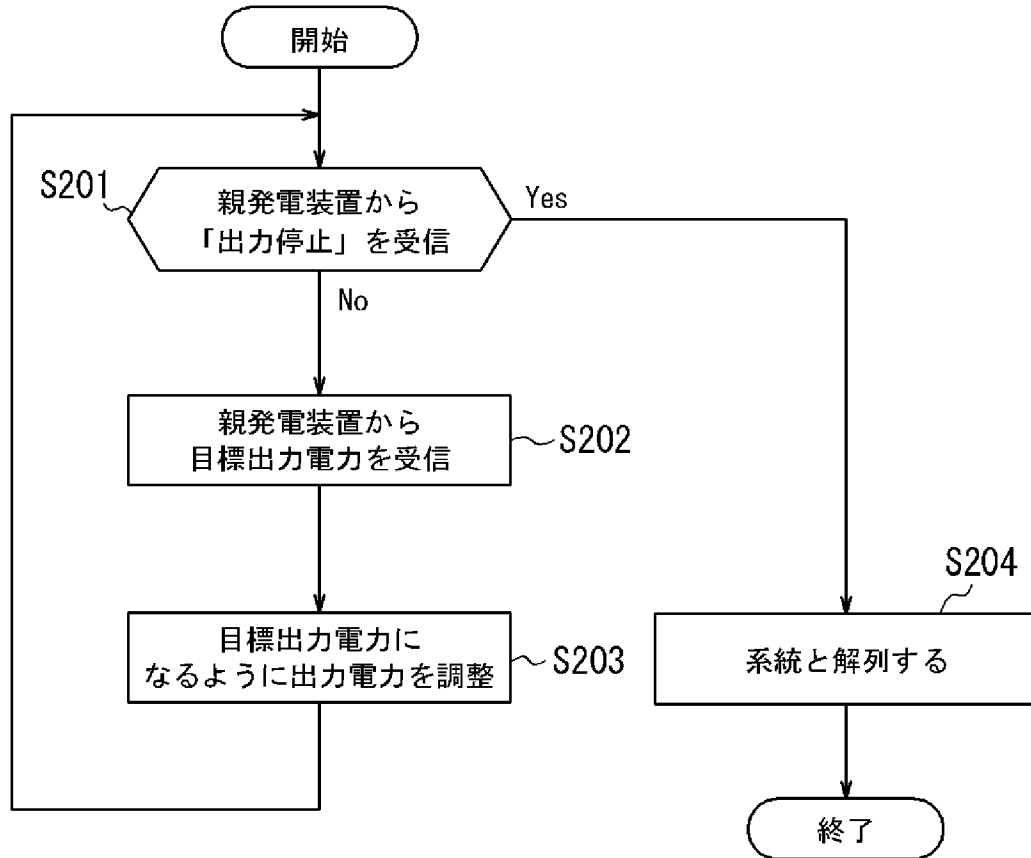 開始
S201
親発電装置から
「出力停止」を受信
Yes
No
親発電装置から
目標出力電力を受信
S202
目標出力電力に
なるように出力電力を調整
S203
S204
系統と解列する
終了